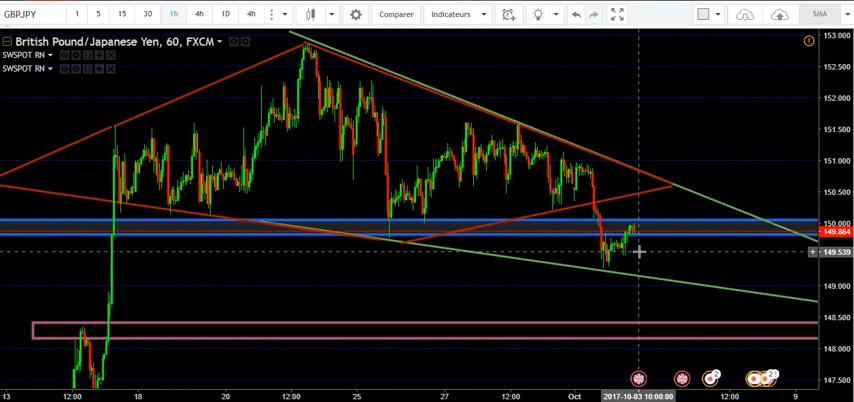 GBPJPY 1 5 15 30 1h 4h 1D 4h Comparer Indicateurs SMA
British Pound/Japanese Yen, 60, FXCM
SWSPOT RN
SWSPOT RN
153.000
152.500
152.000
151.500
151.000
150.500
150.000
149.864
149.539
149.000
148.500
148.000
147.500
2 2
13 12:00 18 20 12:00 25 27 12:00 Oct 2017-10-03 10:00:00 12:00 9